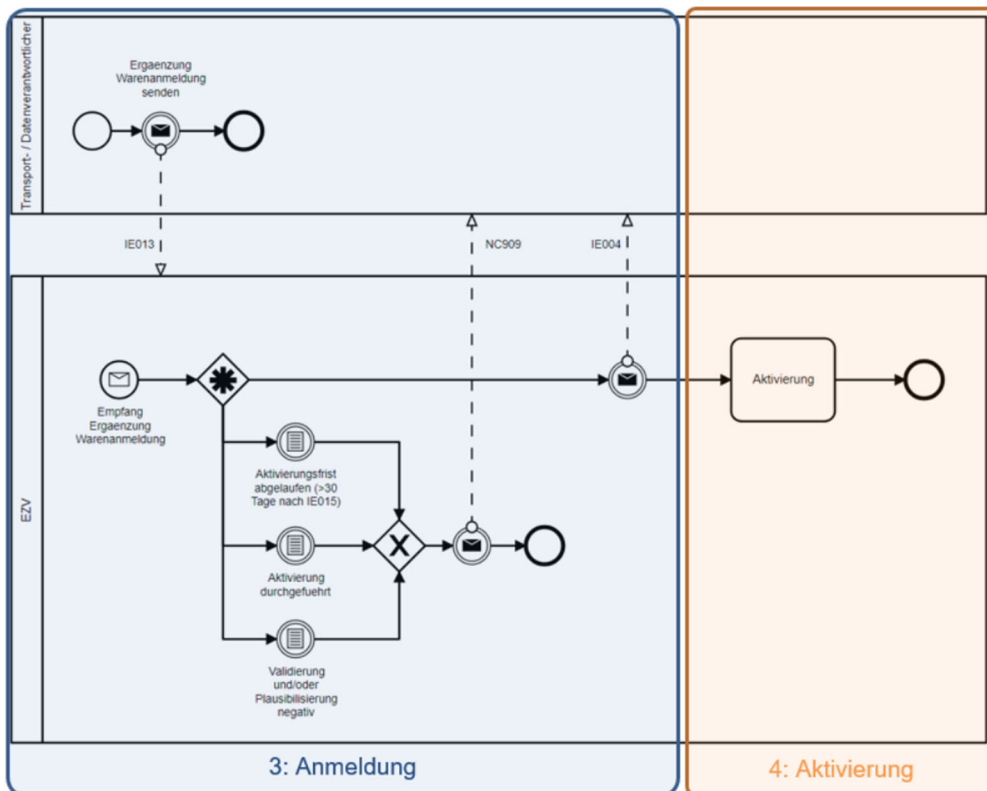 Transport- / Datenverantwortlicher
Ergaenzung
Warenanmeldung
senden
IE013
NC909
IE004
EZV
Empfang
Ergaenzung
Warenanmeldung
Aktivierung
Aktivierungsfrist
abgelaufen (>30
Tage nach IE015)
Aktivierung
durchgefuehrt
Validierung
und/oder
Plausibilisierung
negativ
3: Anmeldung
4: Aktivierung